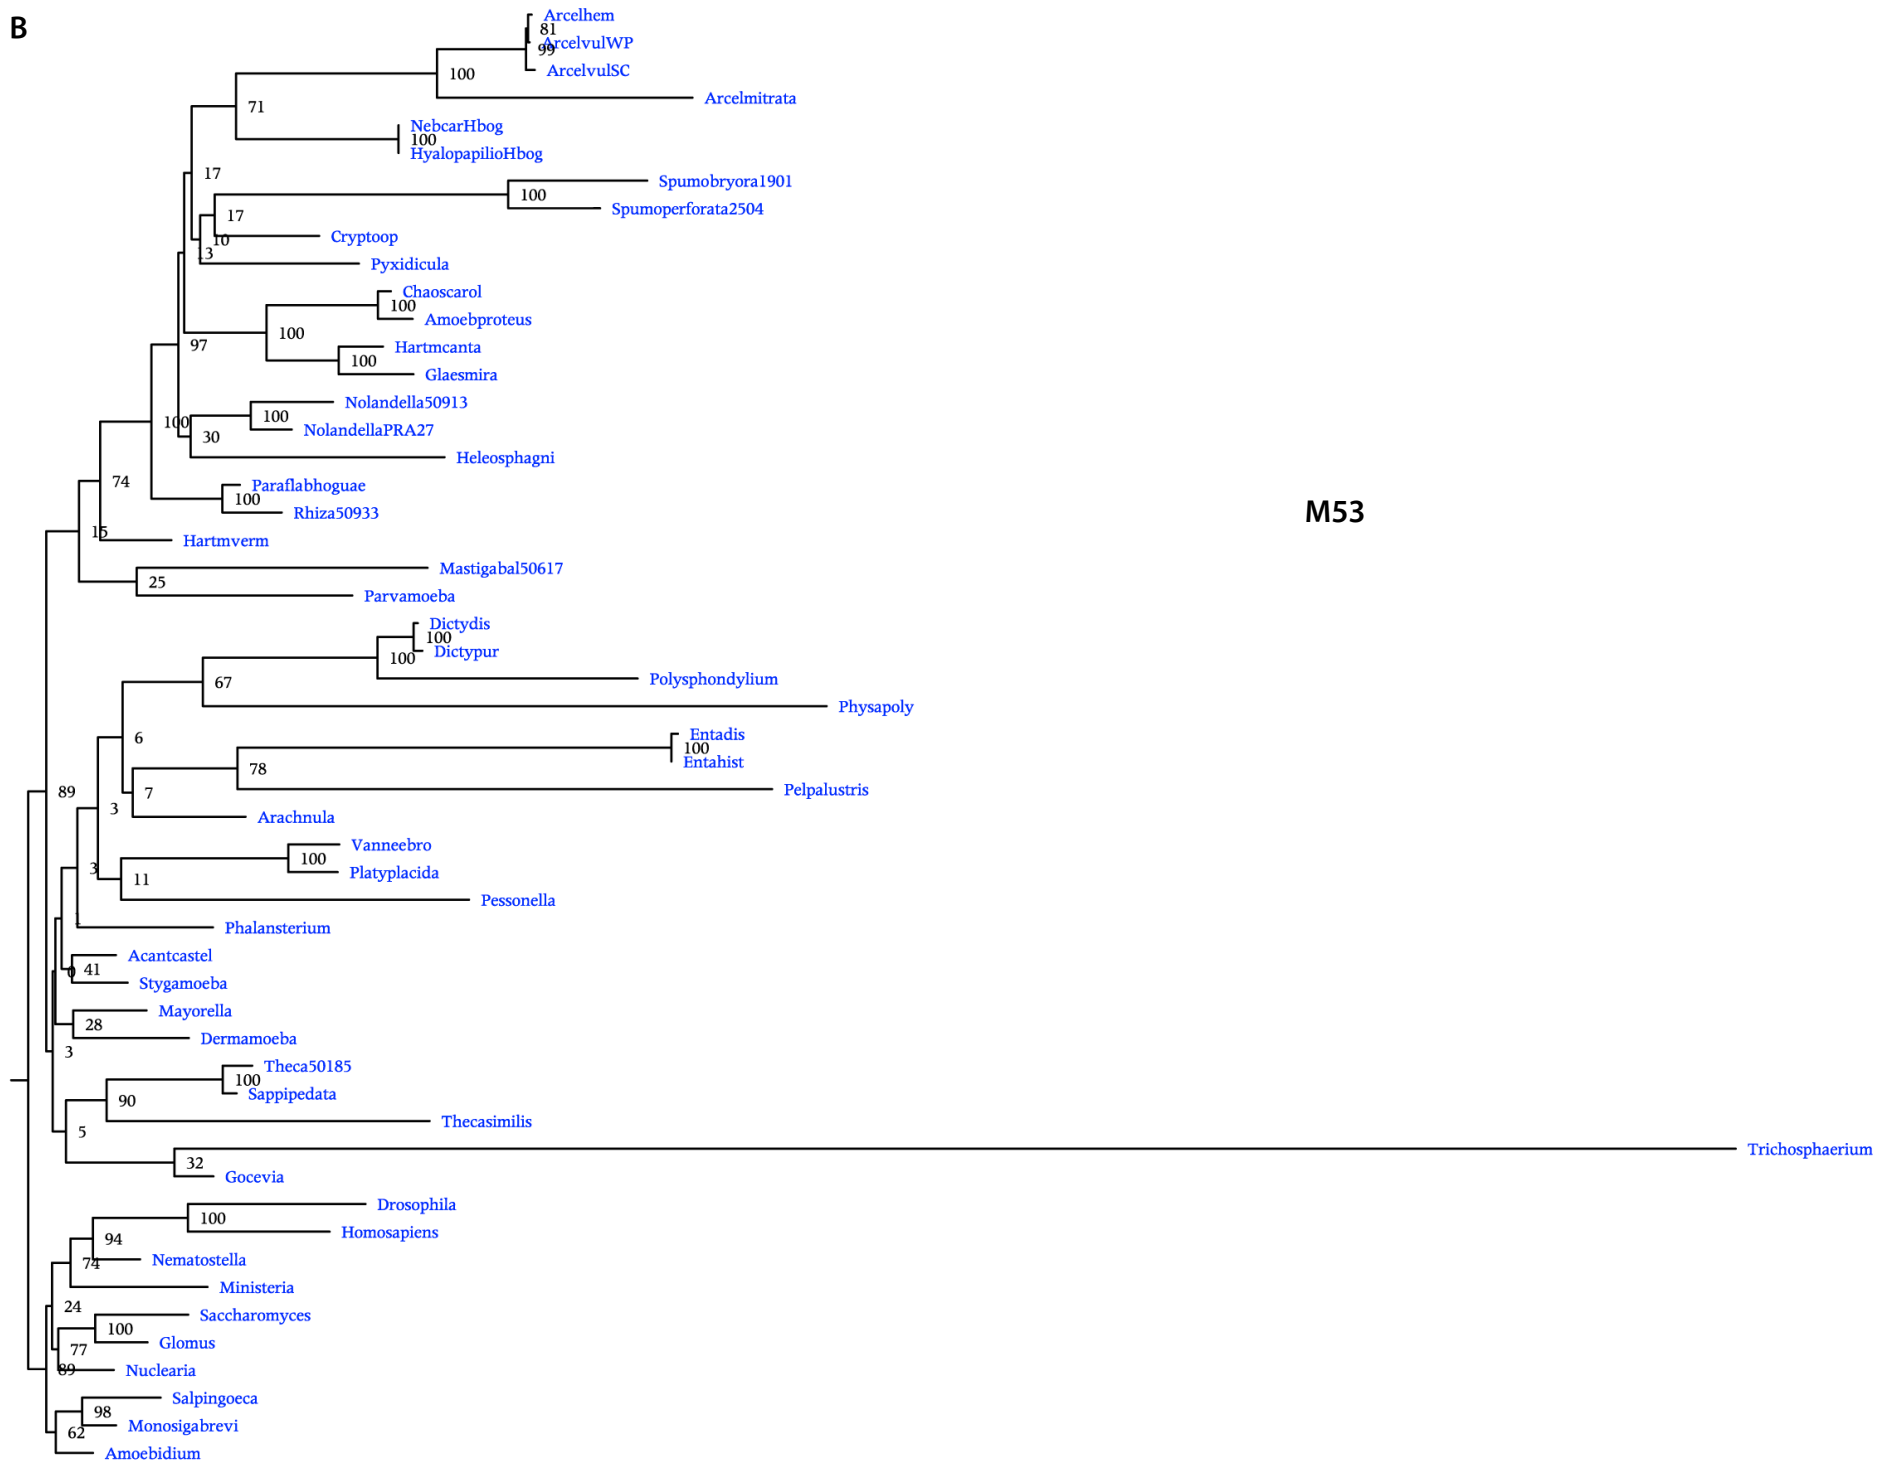 B
Arcelhem
81
ArcelvulWP
99
ArcelvulSC
100
Arcelmitrata
71
NebcarHbog
100
HyalopapilioHbog
17
Spumobryora1901
100
Spumoperforata2504
17
Cryptoop
10
13
Pyxidicula
Chaoscarol
100
Amoebproteus
100
Hartmcanta
97
100
Glaesmira
Nolandella50913
100
100
NolandellaPRA27
30
Heleosphagni
74
Paraflabhoguae
100
Rhiza50933
M53
15
Hartmverm
Mastigabal50617
25
Parvamoeba
Dictydis
100
Dictypur
100
Polysphondylium
67
Physapoly
6
Entadis
100
Entahist
78
Pelpalustris
89
7
3
Arachnula
Vanneebro
100
Platyplacida
3
11
Pessonella
1
Phalansterium
Acantcastel
0
41
Stygamoeba
Mayorella
28
Dermamoeba
3
Theca50185
100
Sappipedata
90
Thecasimilis
5
Trichosphaerium
32
Gocevia
Drosophila
100
Homosapiens
94
Nematostella
74
Ministeria
24
Saccharomyces
100
Glomus
77
Nuclearia
89
Salpingoeca
98
Monosigabrevi
62
Amoebidium